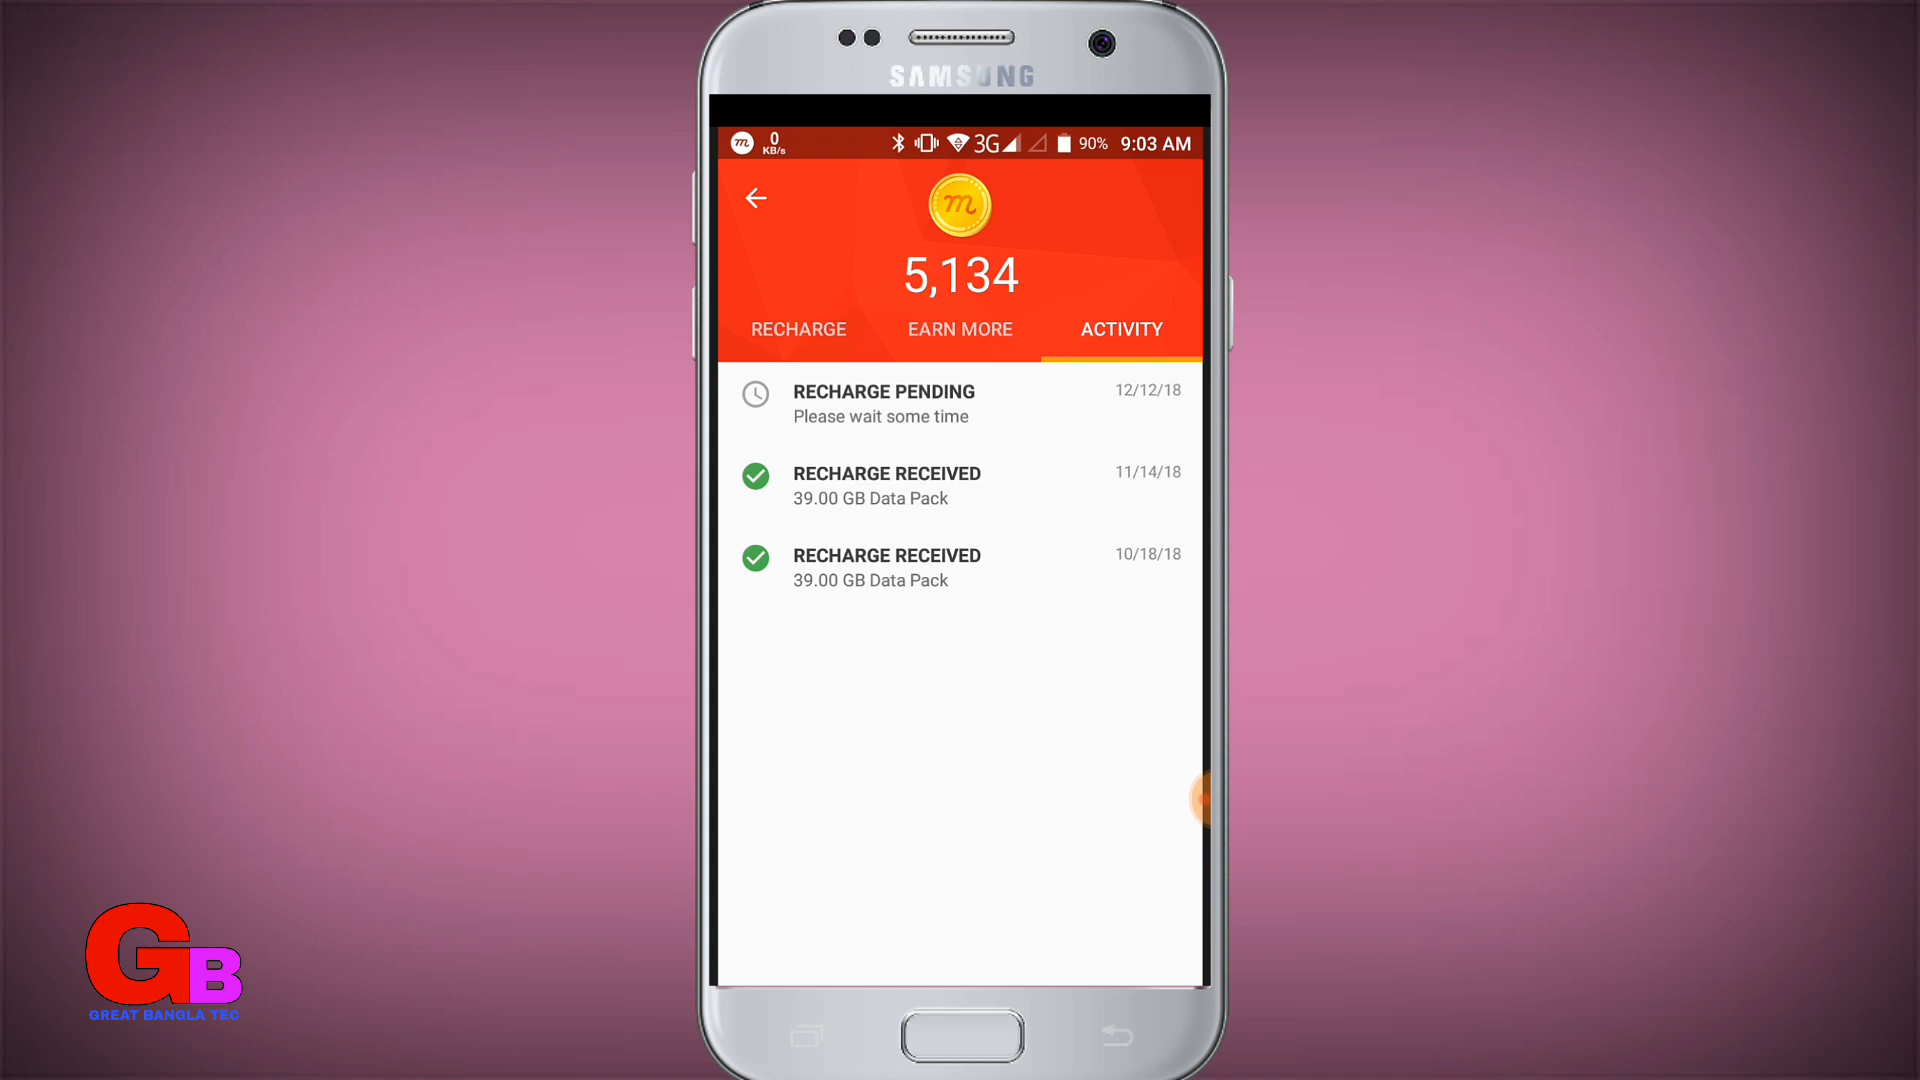 SAMSUNG
m 0 KB/s 3G 90% 9:03 AM
m
5,134
RECHARGE EARN MORE ACTIVITY
RECHARGE PENDING 12/12/18
Please wait some time
RECHARGE RECEIVED 11/14/18
39.00 GB Data Pack
RECHARGE RECEIVED 10/18/18
39.00 GB Data Pack
GB
GREAT BANGLA TEC